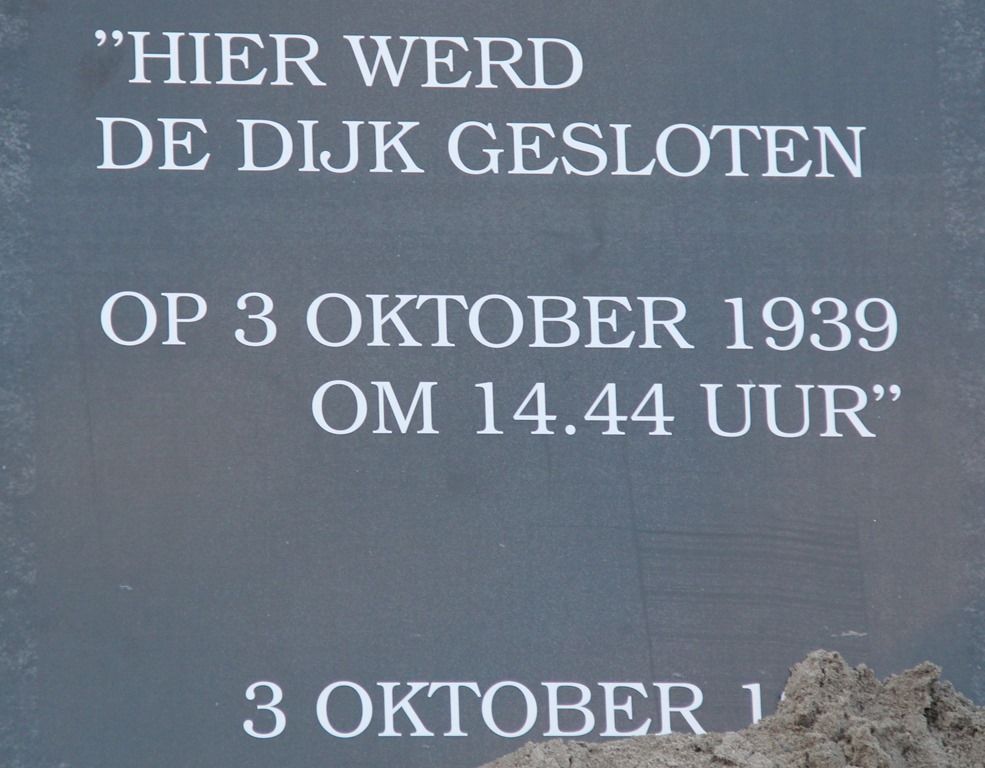 ”HIER WERD
DE DIJK GESLOTEN
OP 3 OKTOBER 1939
OM 14.44 UUR”
3 OKTOBER